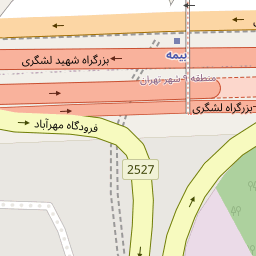 بزرگراه شهید لشگری
بیمه
منطقه ۹ شهر تهران
بزرگراه لشگری
فرودگاه مهرآباد
2527